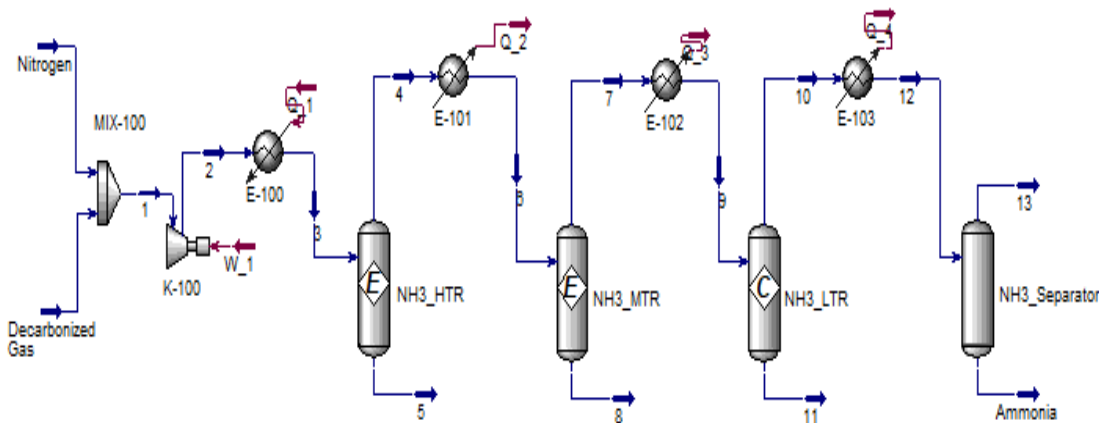 Nitrogen
MIX-100
1
Decarbonized
Gas
2
K-100
W_1
Q_1
E-100
3
4
E-101
Q_2
E
NH3_HTR
5
6
7
E-102
Q_3
E
NH3_MTR
8
9
10
E-103
12
C
NH3_LTR
11
13
NH3_Separator
Ammonia